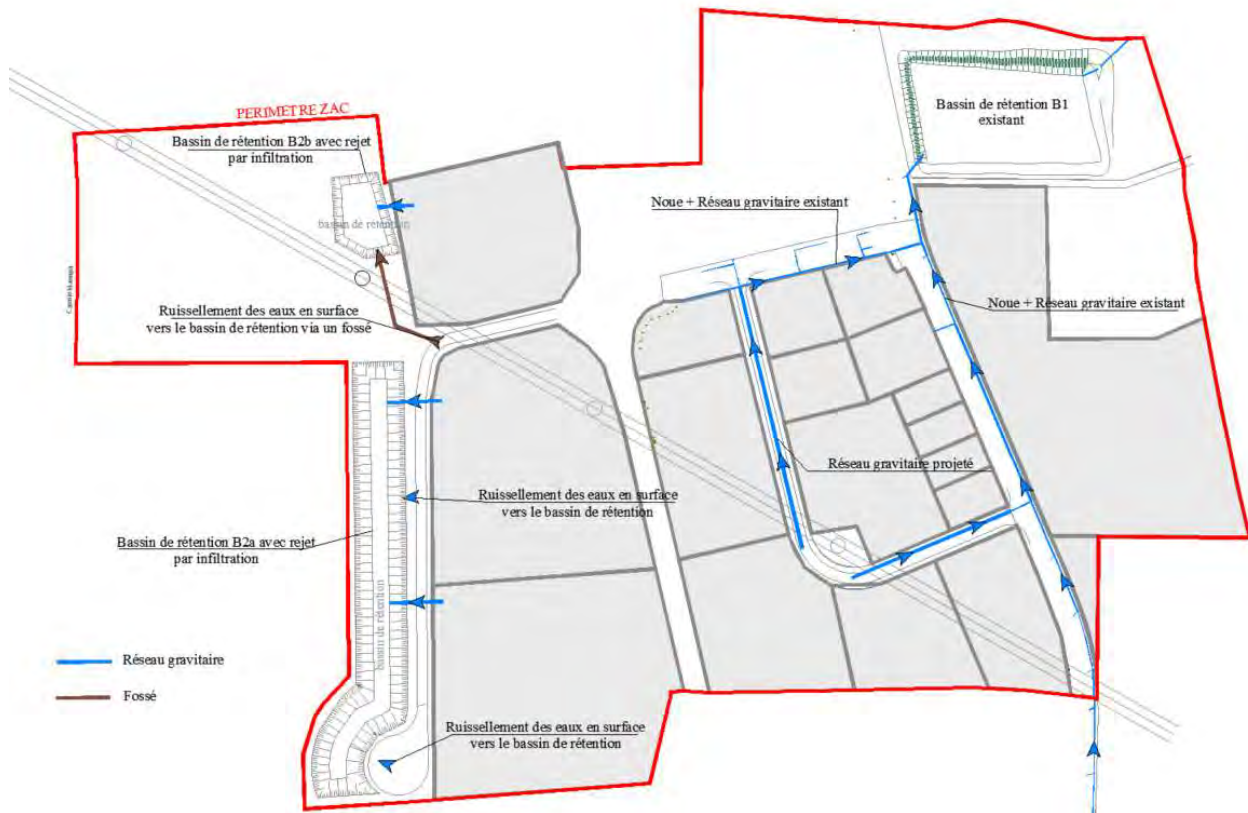 PERIMETRE ZAC
Bassin de rétention B2b avec rejet
par infiltration
bassin de rétention
Bassin de rétention B1
existant
Noue + Réseau gravitaire existant
Noue + Réseau gravitaire existant
Ruissellement des eaux en surface
vers le bassin de rétention via un fossé
Réseau gravitaire projeté
Ruissellement des eaux en surface
vers le bassin de rétention
Bassin de rétention B2a avec rejet
par infiltration
bassin de rétention
Réseau gravitaire
Fossé
Ruissellement des eaux en surface
vers le bassin de rétention